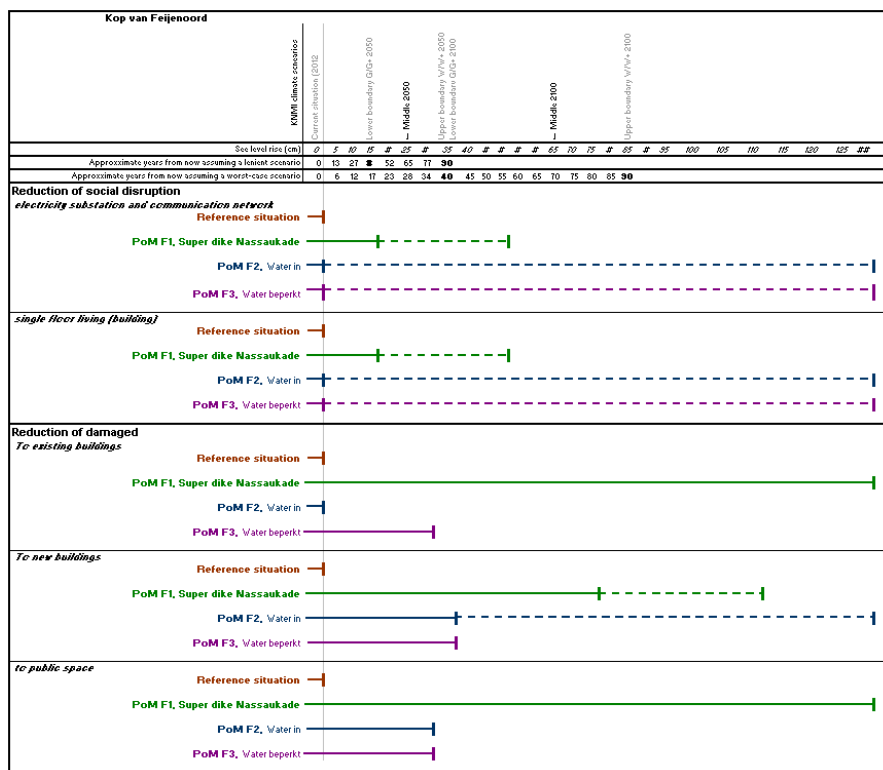 Kop van Feijenoord
KNMI climate scenarios
Current situation (2012
Lower boundary G/G+ 2050
– Middle 2050
Upper boundary W/W+ 2050
Lower boundary G/G+ 2100
– Middle 2100
Upper boundary W/W+ 2100
See level rise (cm) 0 5 10 15 # 25 # 35 40 # # # # 65 70 75 # 85 # 95 100 105 110 115 120 125 ##
Approxximate years from now assuming a lenient scenario 0 13 27 # 52 65 77 90
Approxximate years from now assuming a worst-case scenario 0 6 12 17 23 28 34 40 45 50 55 60 65 70 75 80 85 90
Reduction of social disruption
electricity substation and communication network
Reference situation
PoM F1, Super dike Nassaukade
PoM F2, Water in
PoM F3, Water beperkt
single floor living (building)
Reference situation
PoM F1, Super dike Nassaukade
PoM F2, Water in
PoM F3, Water beperkt
Reduction of damaged
To existing buildings
Reference situation
PoM F1, Super dike Nassaukade
PoM F2, Water in
PoM F3, Water beperkt
To new buildings
Reference situation
PoM F1, Super dike Nassaukade
PoM F2, Water in
PoM F3, Water beperkt
to public space
Reference situation
PoM F1, Super dike Nassaukade
PoM F2, Water in
PoM F3, Water beperkt